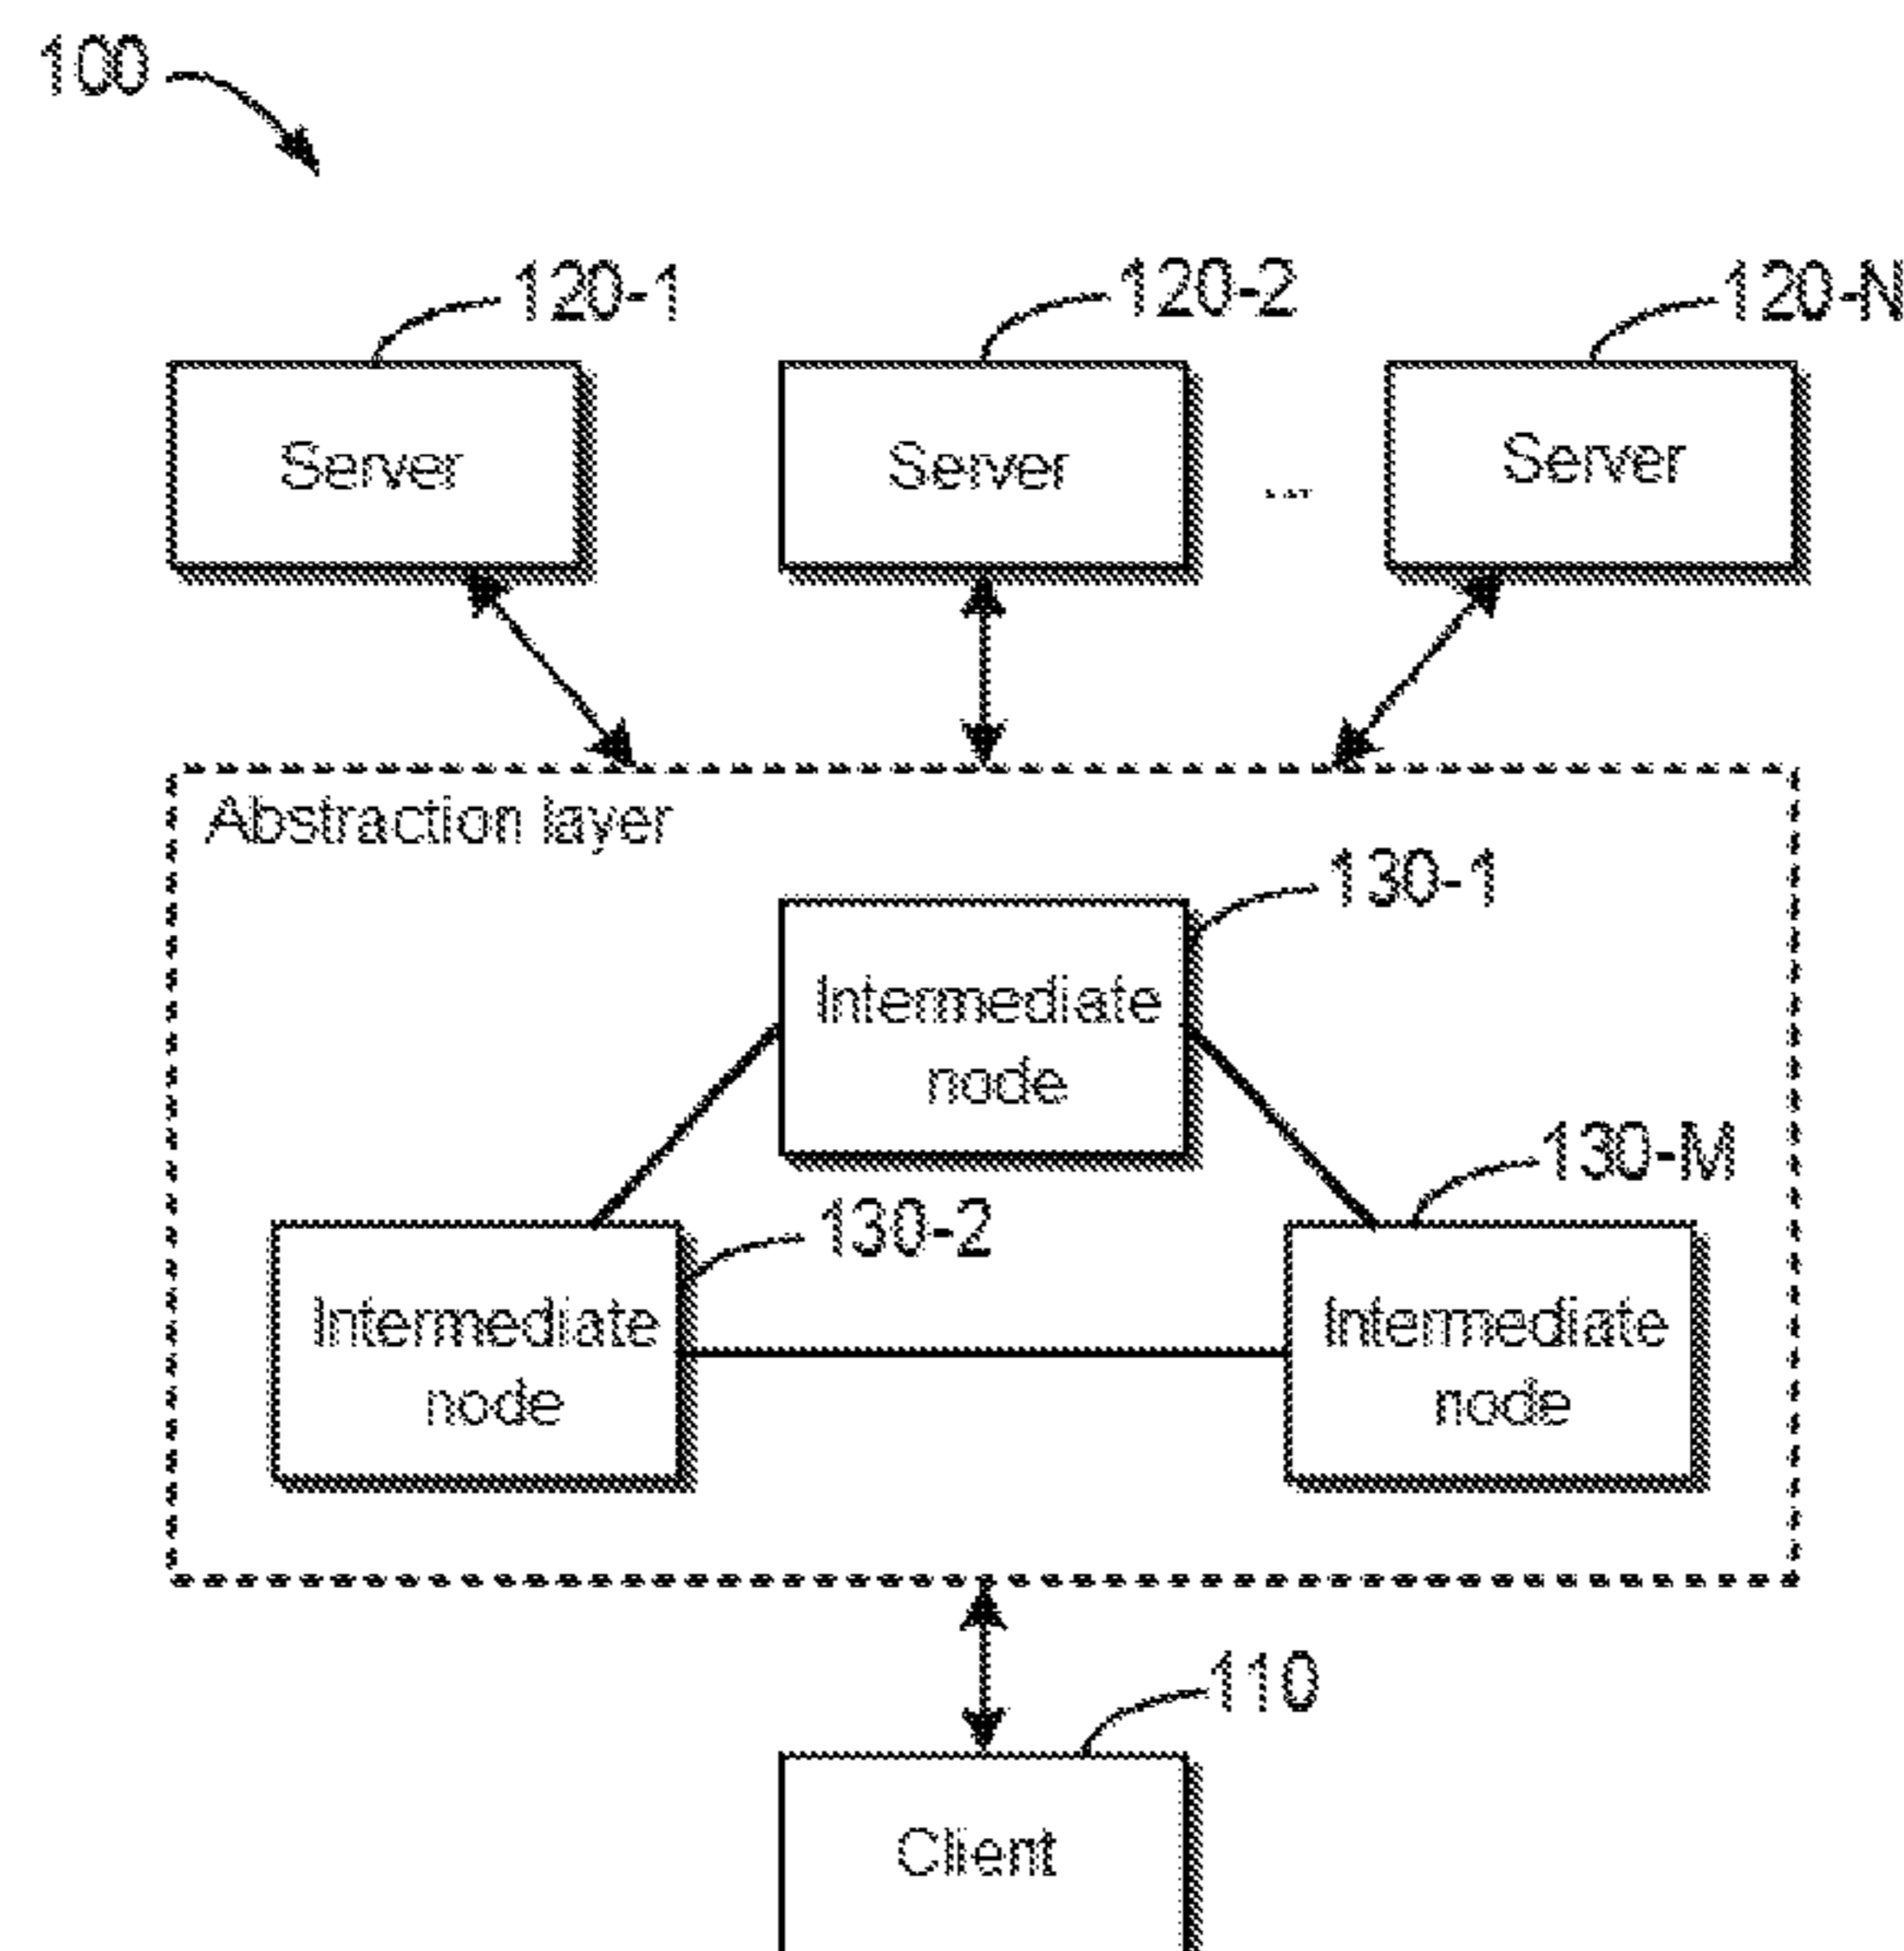 100
120-1
120-2
120-N
Server
Server
...
Server
Abstraction layer
130-1
Intermediate
node
130-M
130-2
Intermediate
node
Intermediate
node
110
Client